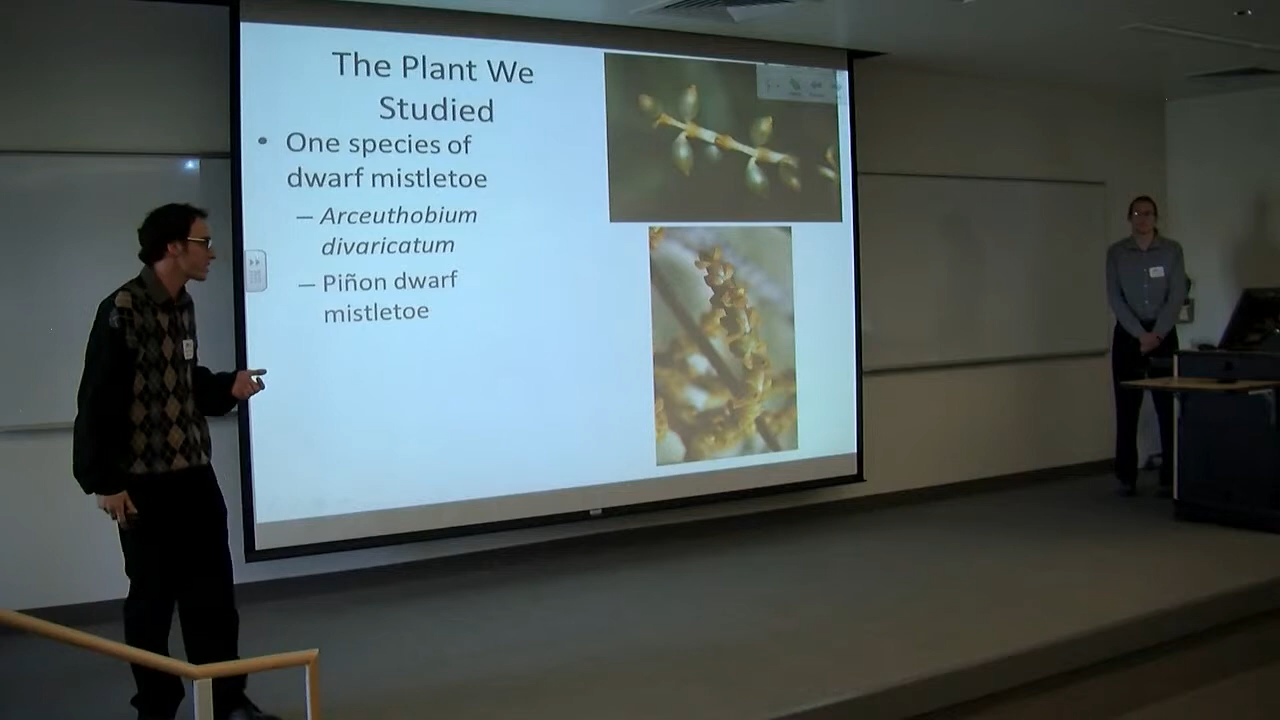 The Plant We
Studied
• One species of
dwarf mistletoe
– Arceuthobium
divaricatum
– Piñon dwarf
mistletoe